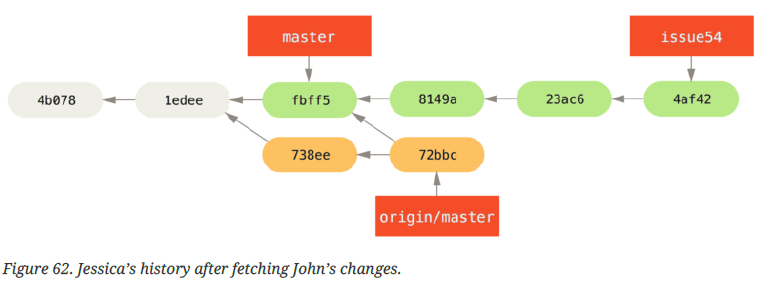 master issue54
4b078 1edee fbff5 8149a 23ac6 4af42
738ee 72bbc
origin/master
Figure 62. Jessica’s history after fetching John’s changes.